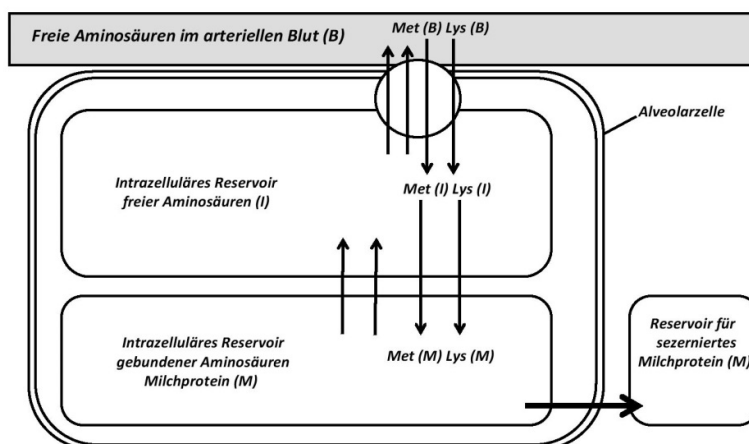 Freie Aminosäuren im arteriellen Blut (B)
Met (B) Lys (B)
Alveolarzelle
Intrazelluläres Reservoir
freier Aminosäuren (I)
Met (I) Lys (I)
Intrazelluläres Reservoir
gebundener Aminosäuren
Milchprotein (M)
Met (M) Lys (M)
Reservoir für
sezerniertes
Milchprotein (M)